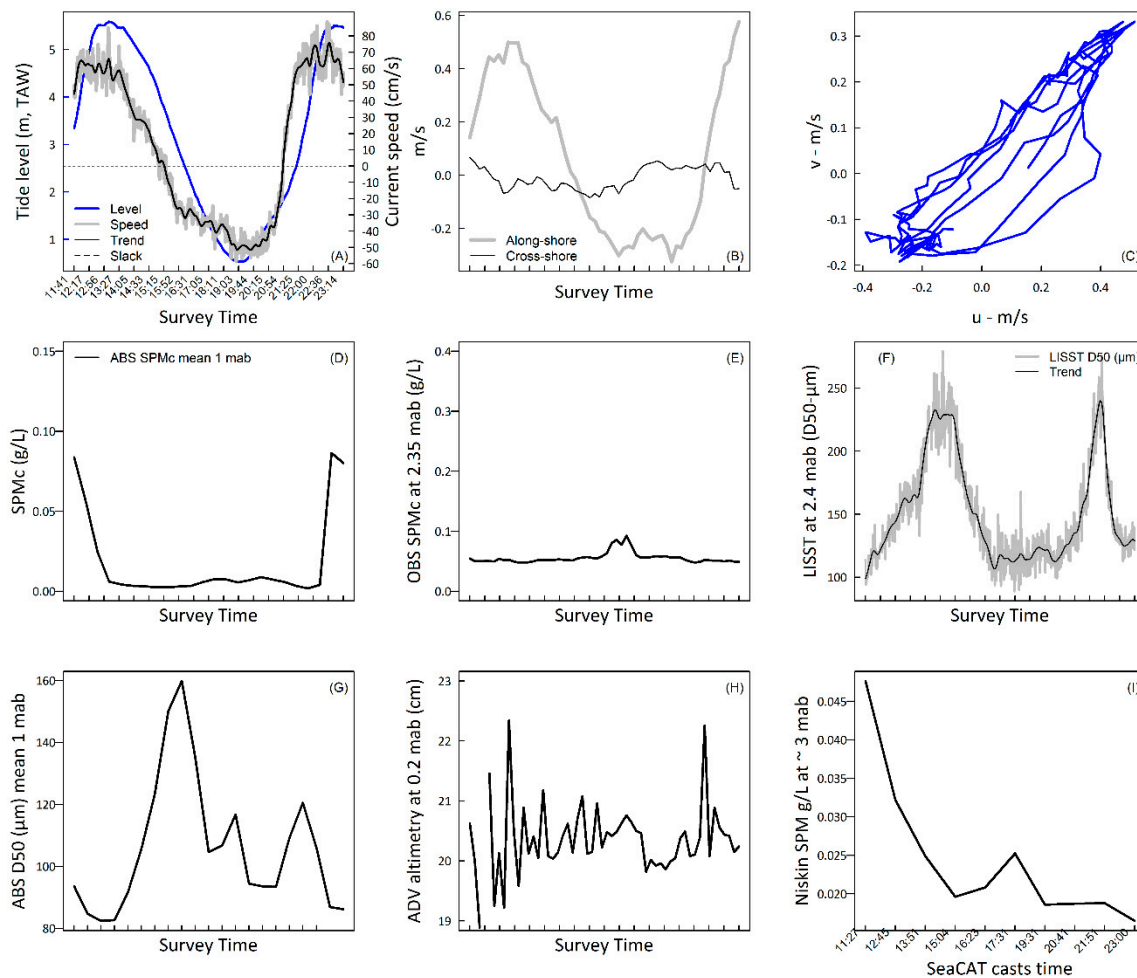 Tide level (m, TAW)
5
4
3
2
1
Level
Speed
Trend
Slack
(A)
80
70
60
50
40
30
20
10
0
-10
-20
-30
-40
-50
-60
Current speed (cm/s)
11:41
12:17
12:56
13:27
14:05
14:33
15:15
15:52
16:31
17:05
18:11
19:03
19:44
20:15
20:54
21:25
22:00
22:36
23:14
Survey Time
m/s
0.6
0.4
0.2
0.0
-0.2
Along-shore
Cross-shore
(B)
Survey Time
v - m/s
0.3
0.2
0.1
0.0
-0.1
-0.2
(C)
-0.4
-0.2
0.0
0.2
0.4
u - m/s
SPMc (g/L)
0.15
0.10
0.05
0.00
ABS SPMc mean 1 mab
(D)
Survey Time
OBS SPMc at 2.35 mab (g/L)
0.4
0.3
0.2
0.1
0.0
(E)
Survey Time
LISST at 2.4 mab (D50-µm)
250
200
150
100
(F)
LISST D50 (µm)
Trend
Survey Time
ABS D50 (µm) mean 1 mab
160
140
120
100
80
(G)
Survey Time
ADV altimetry at 0.2 mab (cm)
23
22
21
20
19
(H)
Survey Time
Niskin SPM g/L at ~ 3 mab
0.045
0.040
0.035
0.030
0.025
0.020
(I)
11:27
12:45
13:51
15:04
16:23
17:31
19:31
20:41
21:51
23:00
SeaCAT casts time